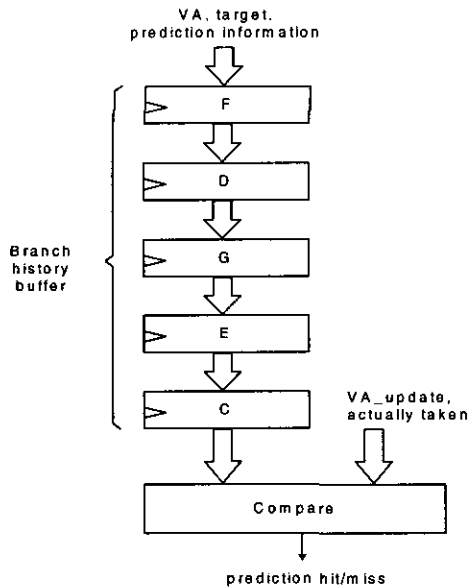 VA, target,
prediction information
F
D
G
E
C
Branch
history
buffer
VA_update,
actually taken
Compare
prediction hit/miss